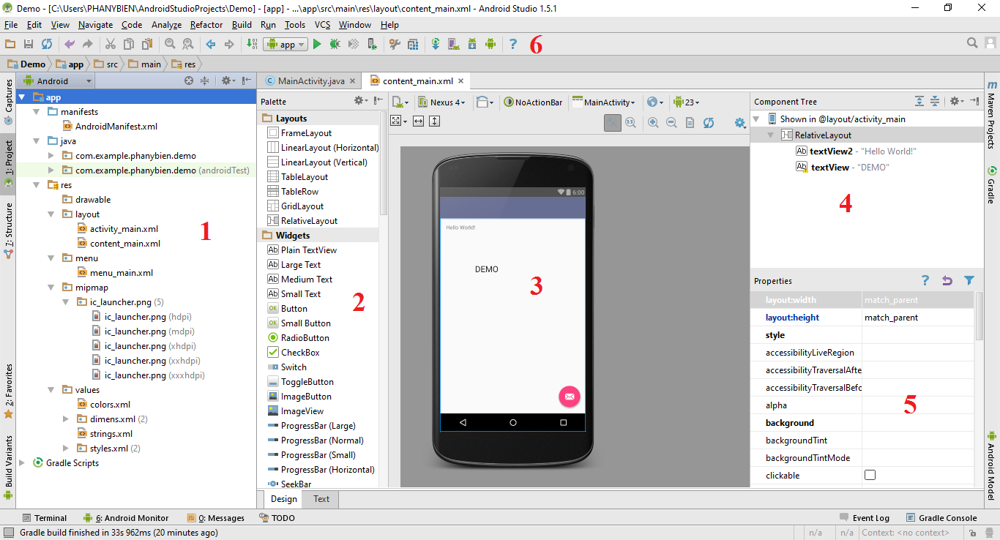 Demo - [C:\Users\PHANYBIEN\AndroidStudioProjects\Demo] - [app] - ...\app\src\main\res\layout\content_main.xml - Android Studio 1.5.1
File Edit View Navigate Code Analyze Refactor Build Run Tools VCS Window Help
app
? 6
Demo app src main res
Captures
1: Project
7: Structure
2: Favorites
Build Variants
Android
app
manifests
AndroidManifest.xml
java
com.example.phanybien.demo
com.example.phanybien.demo (androidTest)
res
drawable
layout
activity_main.xml
content_main.xml
menu
menu_main.xml
mipmap
ic_launcher.png (5)
ic_launcher.png (hdpi)
ic_launcher.png (mdpi)
ic_launcher.png (xhdpi)
ic_launcher.png (xxhdpi)
ic_launcher.png (xxxhdpi)
values
colors.xml
dimens.xml (2)
strings.xml
styles.xml (2)
Gradle Scripts
1
MainActivity.java content_main.xml
Palette
Layouts
FrameLayout
LinearLayout (Horizontal)
LinearLayout (Vertical)
TableLayout
TableRow
GridLayout
RelativeLayout
Widgets
Ab Plain TextView
Ab Large Text
Ab Medium Text
Ab Small Text
OK Button
OK Small Button
RadioButton
CheckBox
Switch
ToggleButton
ImageButton
ImageView
ProgressBar (Large)
ProgressBar (Normal)
ProgressBar (Small)
ProgressBar (Horizontal)
SeekBar
2
Nexus 4 NoActionBar MainActivity 23
6:00
Hello World!
DEMO
3
Design Text
Component Tree
Shown in @layout/activity_main
RelativeLayout
Ab textView2 - "Hello World!"
Ab textView - "DEMO"
4
Properties ?
layout:width match_parent
layout:height match_parent
style
accessibilityLiveRegion
accessibilityTraversalAfte
accessibilityTraversalBefc
alpha
background
backgroundTint
backgroundTintMode
clickable
5
m Maven Projects
Gradle
Android Model
Terminal 6: Android Monitor 0: Messages TODO Event Log Gradle Console
Gradle build finished in 33s 962ms (20 minutes ago) n/a n/a Context: <no context>